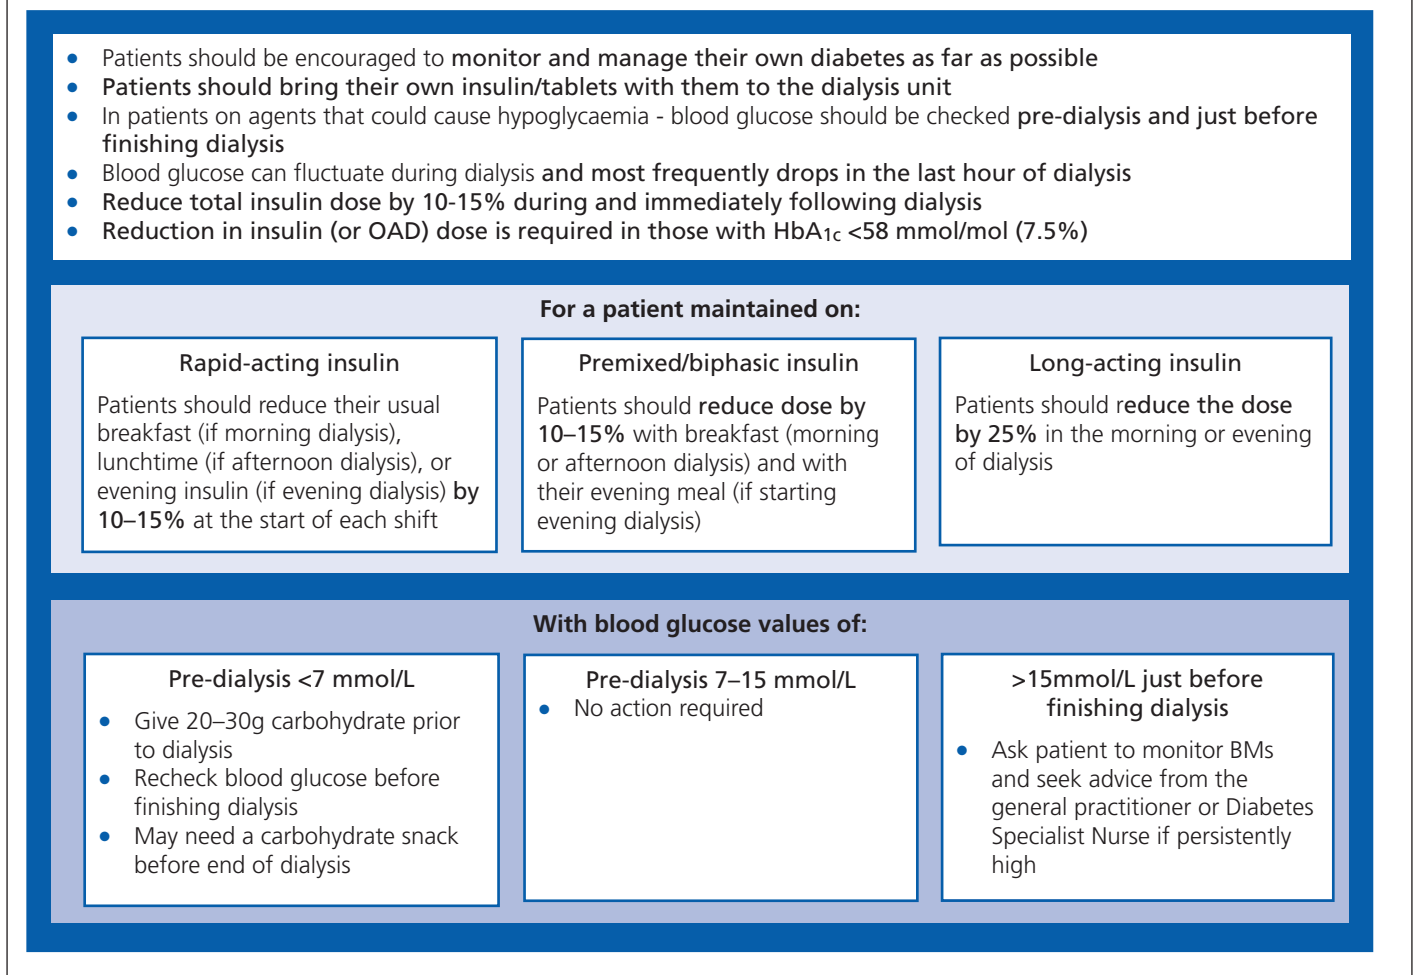 • Patients should be encouraged to monitor and manage their own diabetes as far as possible
• Patients should bring their own insulin/tablets with them to the dialysis unit
• In patients on agents that could cause hypoglycaemia - blood glucose should be checked pre-dialysis and just before
finishing dialysis
• Blood glucose can fluctuate during dialysis and most frequently drops in the last hour of dialysis
• Reduce total insulin dose by 10-15% during and immediately following dialysis
• Reduction in insulin (or OAD) dose is required in those with HbA1c <58 mmol/mol (7.5%)
For a patient maintained on:
Rapid-acting insulin
Patients should reduce their usual
breakfast (if morning dialysis),
lunchtime (if afternoon dialysis), or
evening insulin (if evening dialysis) by
10–15% at the start of each shift
Premixed/biphasic insulin
Patients should reduce dose by
10–15% with breakfast (morning
or afternoon dialysis) and with
their evening meal (if starting
evening dialysis)
Long-acting insulin
Patients should reduce the dose
by 25% in the morning or evening
of dialysis
With blood glucose values of:
Pre-dialysis <7 mmol/L
• Give 20–30g carbohydrate prior
to dialysis
• Recheck blood glucose before
finishing dialysis
• May need a carbohydrate snack
before end of dialysis
Pre-dialysis 7–15 mmol/L
• No action required
>15mmol/L just before
finishing dialysis
• Ask patient to monitor BMs
and seek advice from the
general practitioner or Diabetes
Specialist Nurse if persistently
high